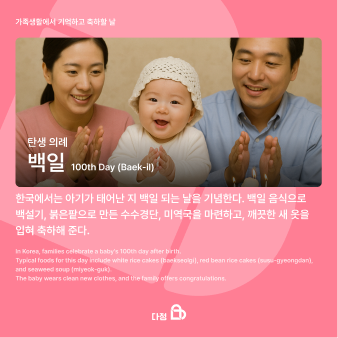 가족생활에서 기억하고 축하할 날
탄생 의례
백일 100th Day (Baek-il)
한국에서는 아기가 태어난 지 백일 되는 날을 기념한다. 백일 음식으로
백설기, 붉은팥으로 만든 수수경단, 미역국을 마련하고, 깨끗한 새 옷을
입혀 축하해 준다.
In Korea, families celebrate a baby's 100th day after birth.
Typical foods for this day include white rice cakes (baekseolgi), red bean rice cakes (susu-gyeongdan),
and seaweed soup (miyeok-guk).
The baby wears clean new clothes, and the family offers congratulations.
다정